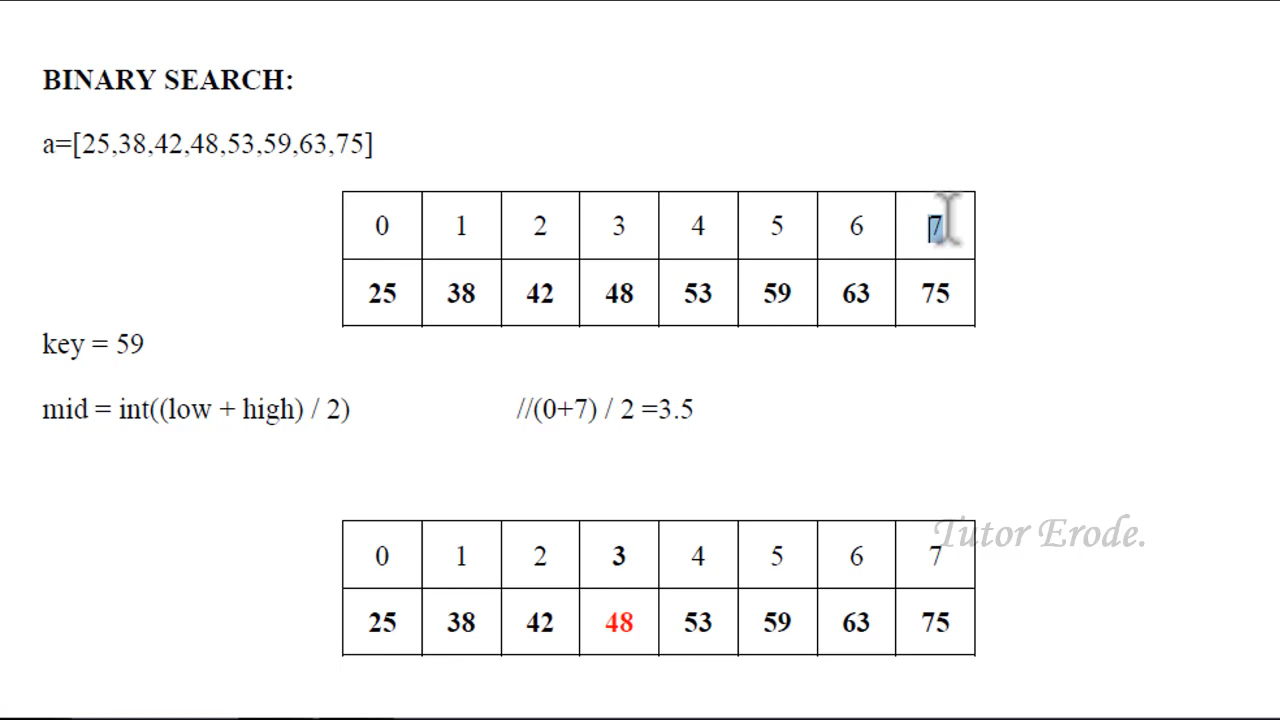 BINARY SEARCH:
a=[25,38,42,48,53,59,63,75]
0 1 2 3 4 5 6 7
25 38 42 48 53 59 63 75
key = 59
mid = int((low + high) / 2) //(0+7) / 2 =3.5
Tutor Erode.
0 1 2 3 4 5 6 7
25 38 42 48 53 59 63 75